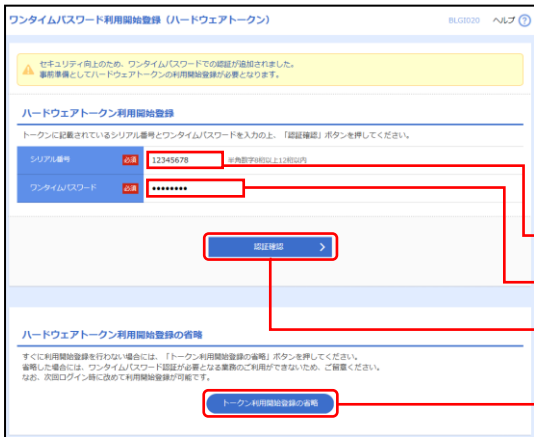 ワンタイムパスワード利用開始登録（ハードウェアトークン）
BLGI020 ヘルプ ?
セキュリティ向上のため、ワンタイムパスワードでの認証が追加されました。
事前準備としてハードウェアトークンの利用開始登録が必要となります。
ハードウェアトークン利用開始登録
トークンに記載されているシリアル番号とワンタイムパスワードを入力の上、「認証確認」ボタンを押してください。
シリアル番号 必須 12345678 半角数字8桁以上12桁以内
ワンタイムパスワード 必須 ••••••••
認証確認
ハードウェアトークン利用開始登録の省略
すぐに利用開始登録を行わない場合には、「トークン利用開始登録の省略」ボタンを押してください。
省略した場合には、ワンタイムパスワード認証が必要となる業務のご利用ができないため、ご留意ください。
なお、次回ログイン時に改めて利用開始登録が可能です。
トークン利用開始登録の省略